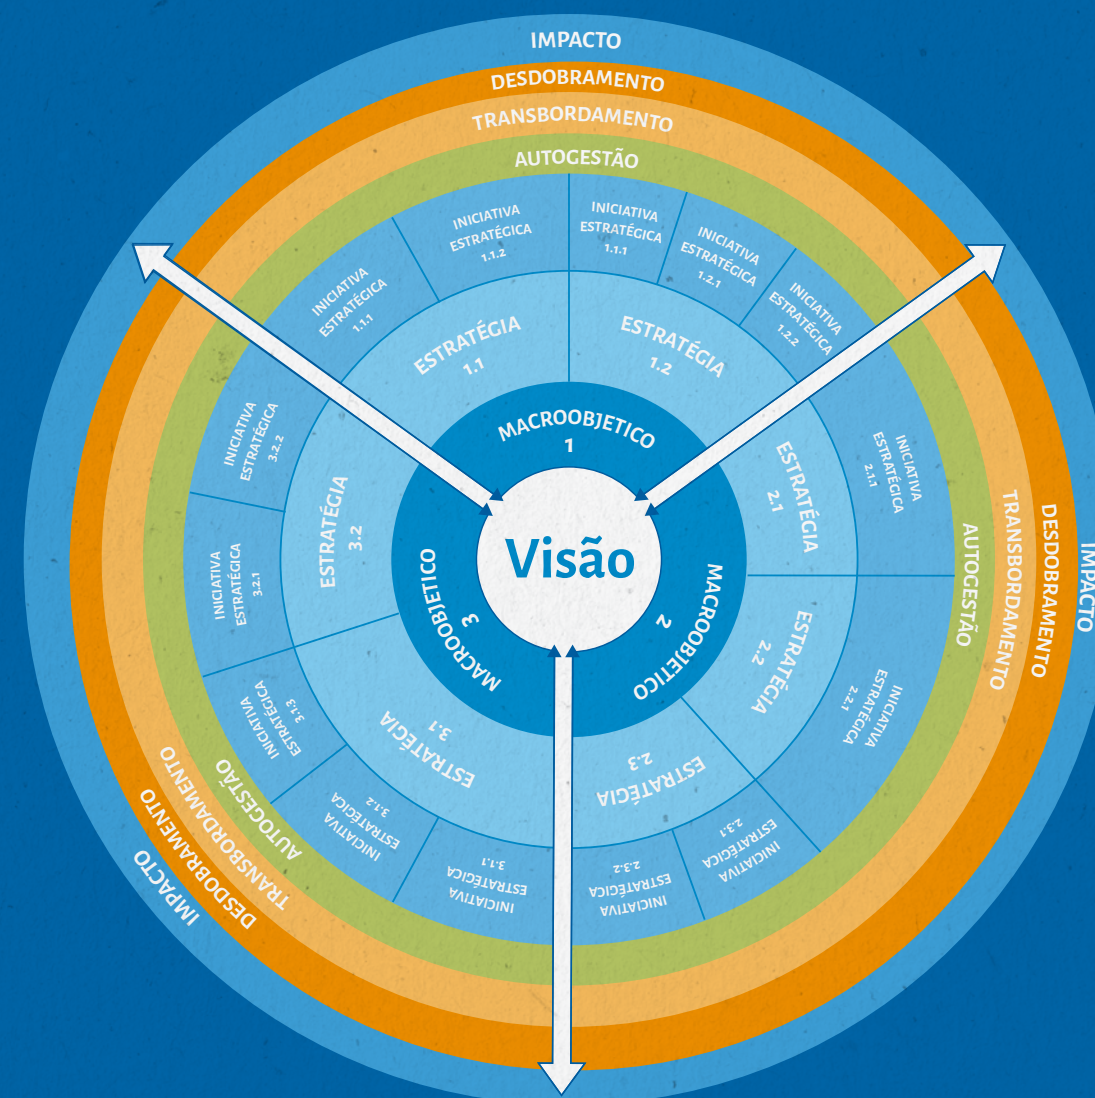 IMPACTO
DESDOBRAMENTO
TRANSBORDAMENTO
AUTOGESTÃO
INICIATIVA
ESTRATÉGICA
1.1.1
INICIATIVA
ESTRATÉGICA
1.1.2
INICIATIVA
ESTRATÉGICA
1.1.1
INICIATIVA
ESTRATÉGICA
1.2.1
INICIATIVA
ESTRATÉGICA
1.2.2
ESTRATÉGIA
1.1
ESTRATÉGIA
1.2
MACROOBJETICO
1
Visão
IMPACTO
DESDOBRAMENTO
TRANSBORDAMENTO
AUTOGESTÃO
INICIATIVA
ESTRATÉGICA
2.1.1
INICIATIVA
ESTRATÉGICA
2.2.1
INICIATIVA
ESTRATÉGICA
2.3.1
INICIATIVA
ESTRATÉGICA
2.3.2
ESTRATÉGIA
2.1
ESTRATÉGIA
2.2
ESTRATÉGIA
2.3
MACROOBJETICO
2
IMPACTO
DESDOBRAMENTO
TRANSBORDAMENTO
AUTOGESTÃO
INICIATIVA
ESTRATÉGICA
3.1.1
INICIATIVA
ESTRATÉGICA
3.1.2
INICIATIVA
ESTRATÉGICA
3.1.3
INICIATIVA
ESTRATÉGICA
3.2.1
INICIATIVA
ESTRATÉGICA
3.2.2
ESTRATÉGIA
3.1
ESTRATÉGIA
3.2
MACROOBJETICO
3